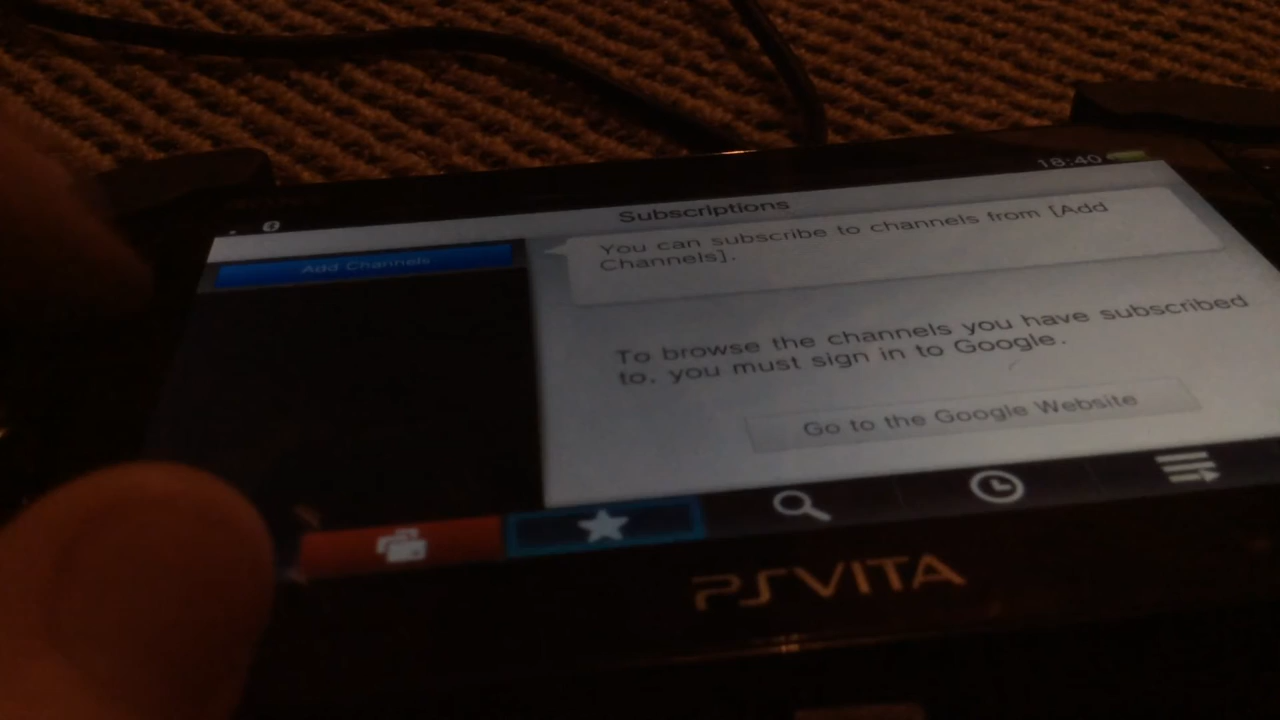 18:40
Subscriptions
Add Channels
You can subscribe to channels from [Add
Channels].
To browse the channels you have subscribed
to, you must sign in to Google.
Go to the Google Website
PSVITA